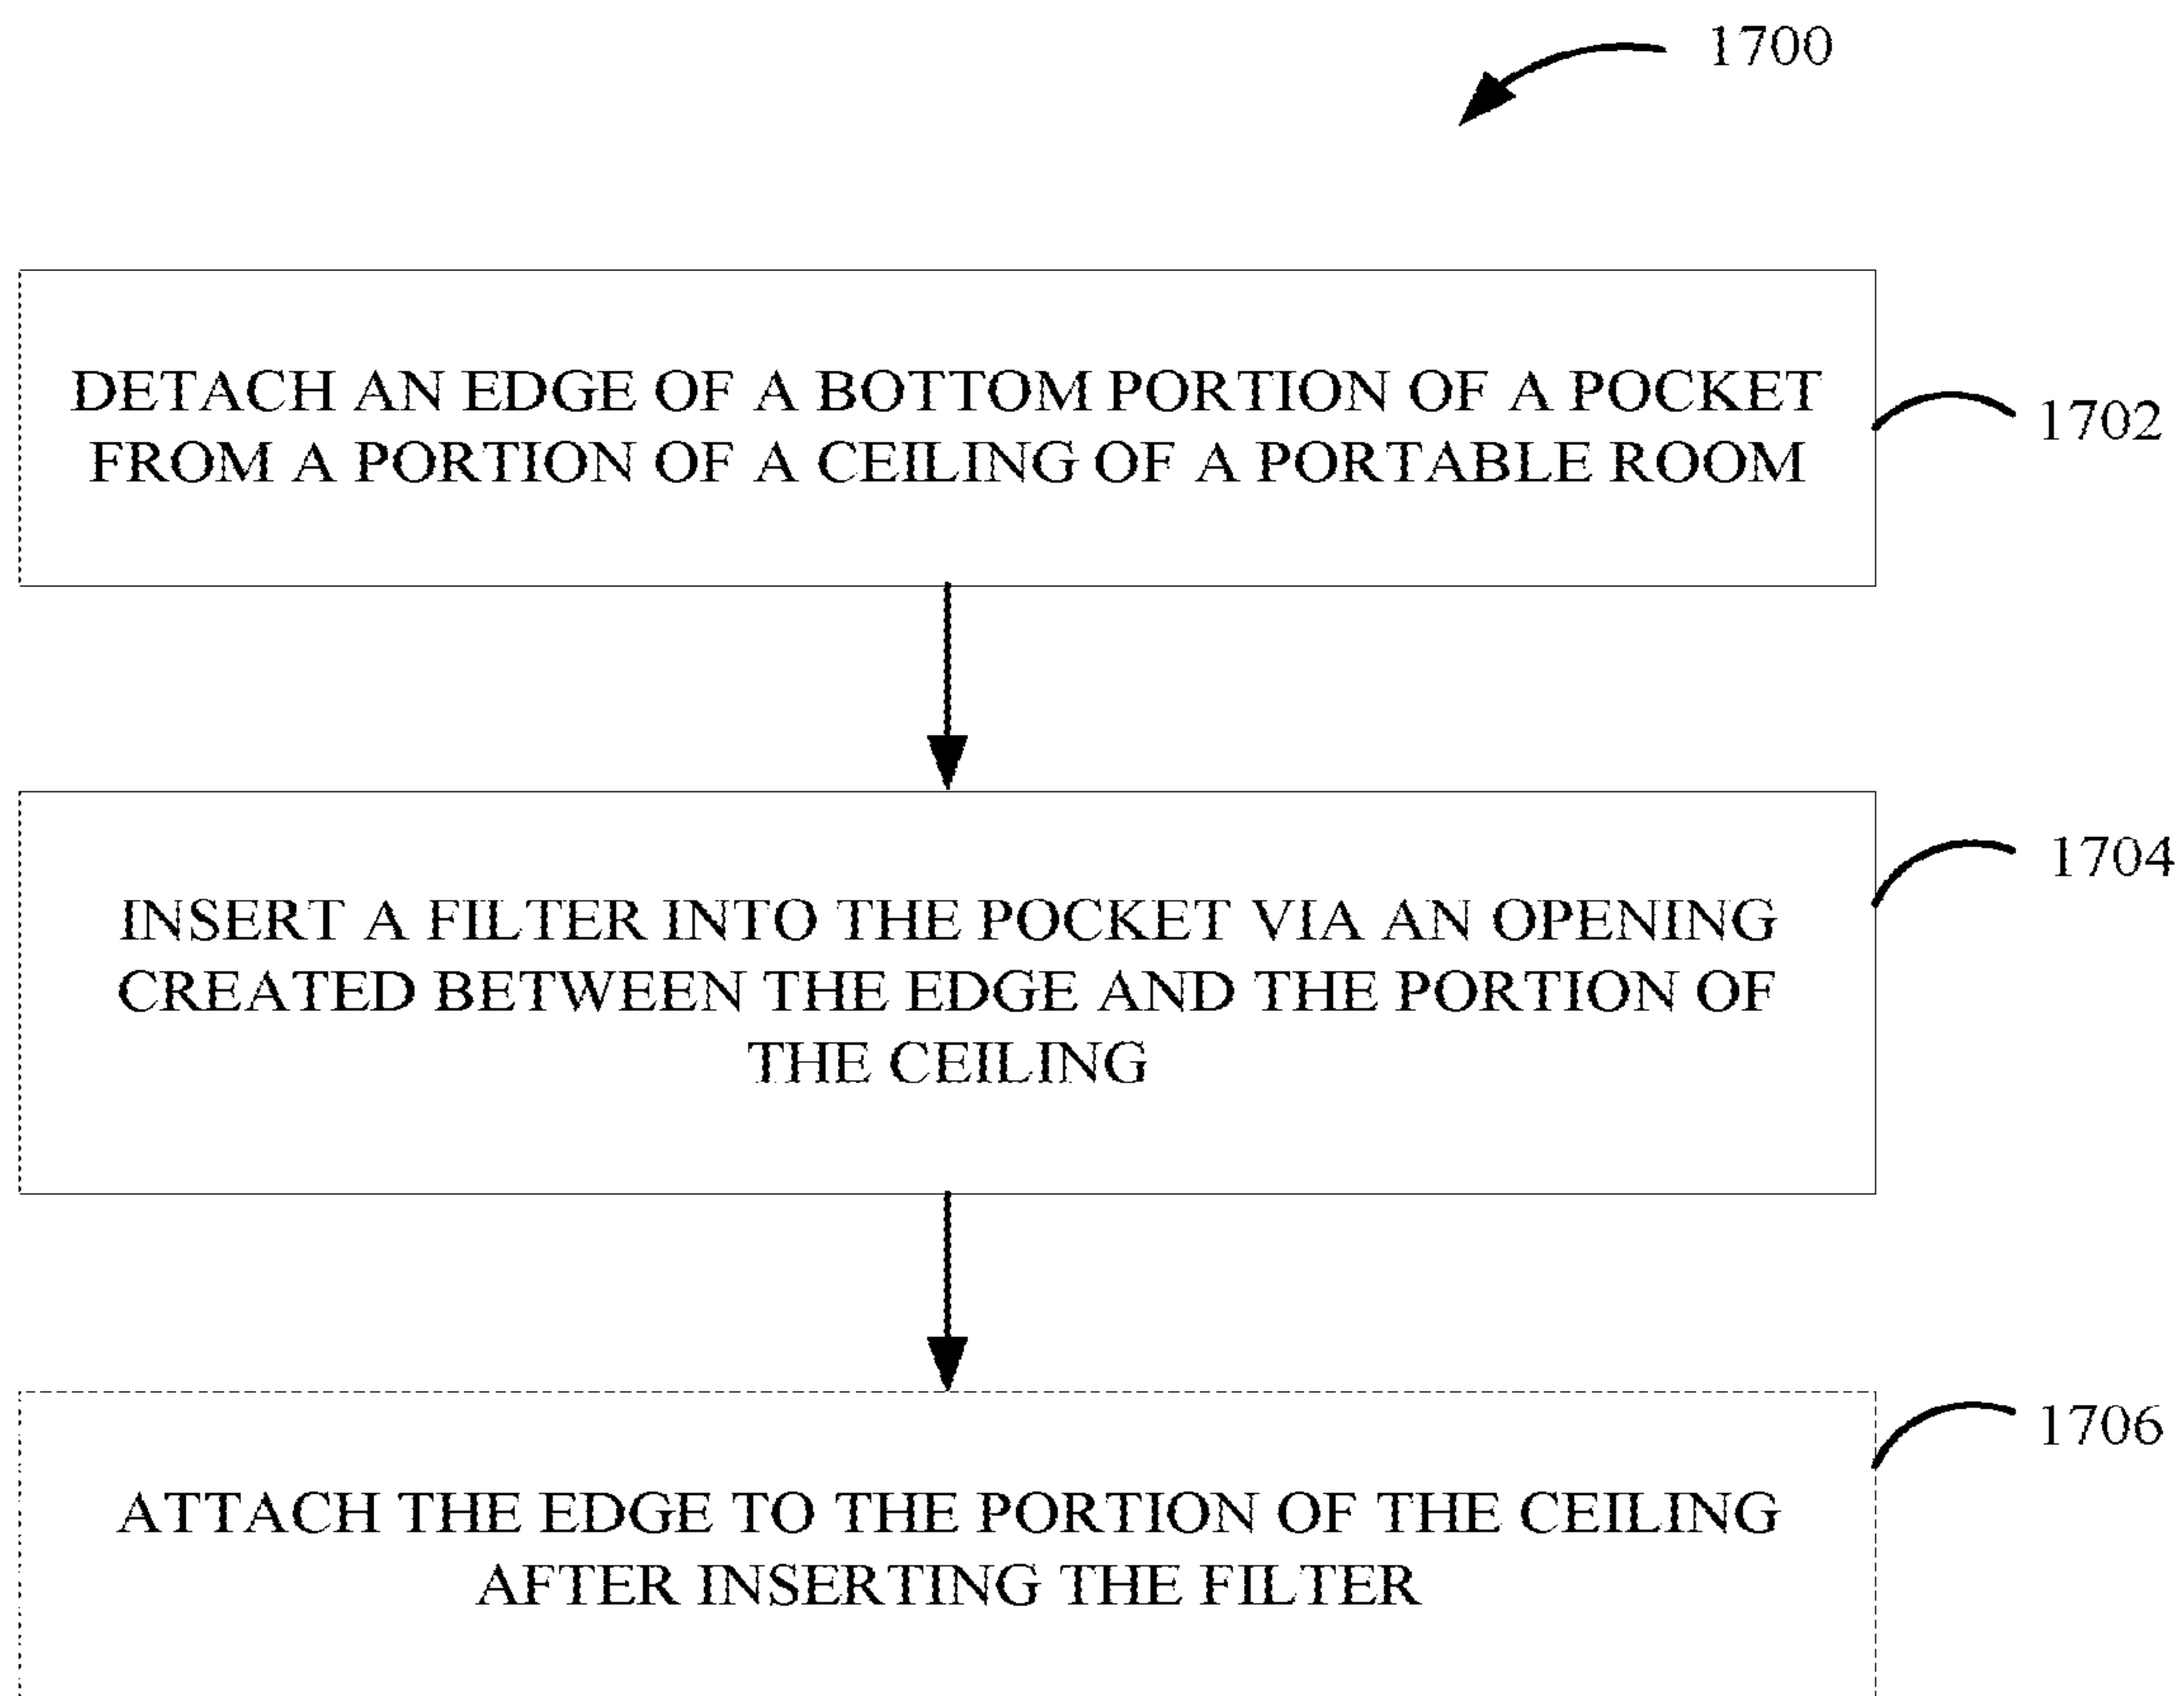 1700
DETACH AN EDGE OF A BOTTOM PORTION OF A POCKET
FROM A PORTION OF A CEILING OF A PORTABLE ROOM
1702
INSERT A FILTER INTO THE POCKET VIA AN OPENING
CREATED BETWEEN THE EDGE AND THE PORTION OF
THE CEILING
1704
ATTACH THE EDGE TO THE PORTION OF THE CEILING
AFTER INSERTING THE FILTER
1706